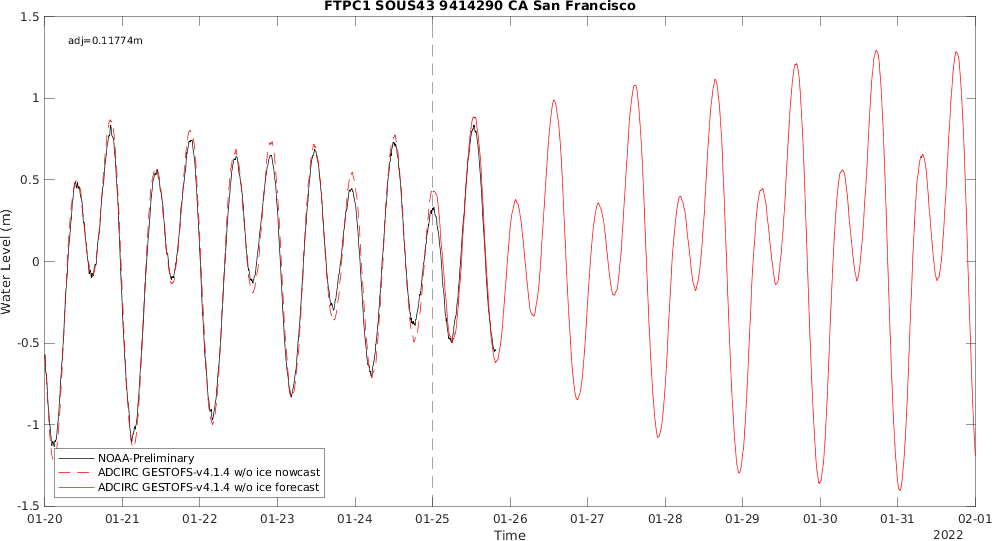 FTPC1 SOUS43 9414290 CA San Francisco
adj=0.11774m
Water Level (m)
1.5
1
0.5
0
-0.5
-1
-1.5
NOAA-Preliminary
ADCIRC GESTOFS-v4.1.4 w/o ice nowcast
ADCIRC GESTOFS-v4.1.4 w/o ice forecast
01-20 01-21 01-22 01-23 01-24 01-25 01-26 01-27 01-28 01-29 01-30 01-31 02-01
Time
2022